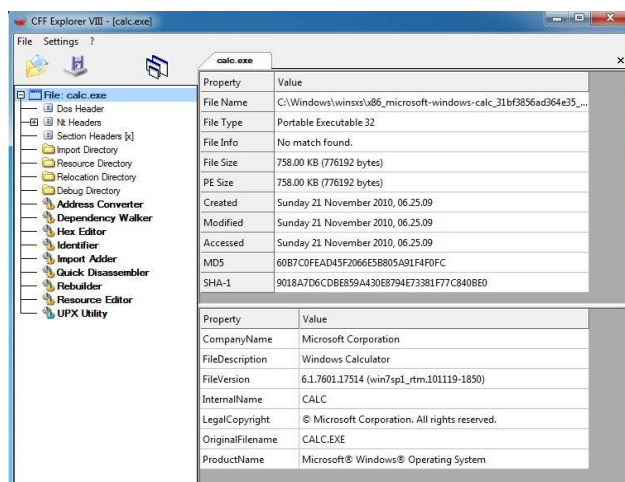 CFF Explorer VIII - [calc.exe]
File Settings ?
calc.exe
File: calc.exe
Dos Header
Nt Headers
Section Headers [x]
Import Directory
Resource Directory
Relocation Directory
Debug Directory
Address Converter
Dependency Walker
Hex Editor
Identifier
Import Adder
Quick Disassembler
Rebuilder
Resource Editor
UPX Utility
Property Value
File Name C:\Windows\winsxs\x86_microsoft-windows-calc_31bf3856ad364e35_...
File Type Portable Executable 32
File Info No match found.
File Size 758.00 KB (776192 bytes)
PE Size 758.00 KB (776192 bytes)
Created Sunday 21 November 2010, 06.25.09
Modified Sunday 21 November 2010, 06.25.09
Accessed Sunday 21 November 2010, 06.25.09
MD5 60B7C0FEAD45F2066E5B805A91F4F0FC
SHA-1 9018A7D6CDBE859A430E8794E73381F77C840BE0
Property Value
CompanyName Microsoft Corporation
FileDescription Windows Calculator
FileVersion 6.1.7601.17514 (win7sp1_rtm.101119-1850)
InternalName CALC
LegalCopyright © Microsoft Corporation. All rights reserved.
OriginalFilename CALC.EXE
ProductName Microsoft® Windows® Operating System